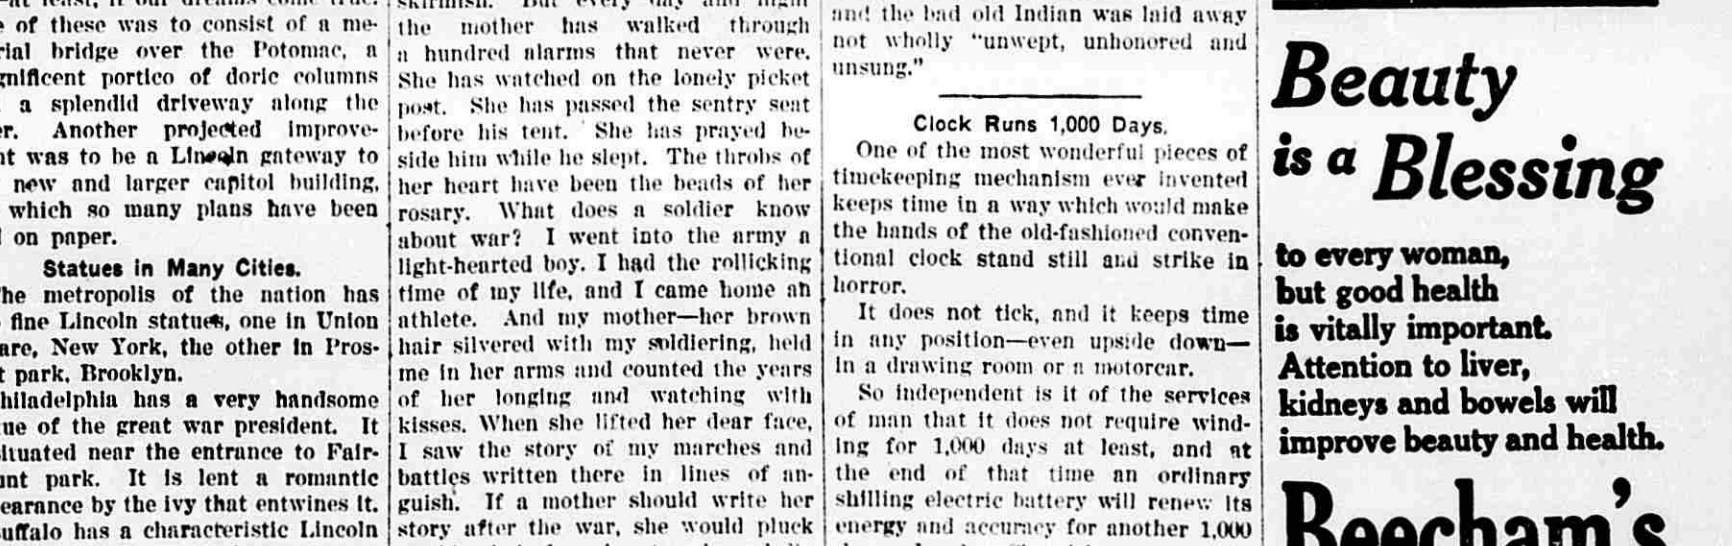 e of these was to consist of a me-
rial bridge over the Potomac, a
gnificent portico of doric columns
a splendid driveway along the
er. Another projected improve-
nt was to be a Lincoln gateway to
new and larger capitol building,
which so many plans have been
on paper.
Statues in Many Cities.
he metropolis of the nation has
fine Lincoln statues, one in Union
are, New York, the other in Pros-
t park, Brooklyn.
hiladelphia has a very handsome
ue of the great war president. It
ituated near the entrance to Fair-
nt park. It is lent a romantic
earance by the ivy that entwines it.
uffalo has a characteristic Lincoln
skirmish. But every day and night
the mother has walked through
a hundred alarms that never were.
She has watched on the lonely picket
post. She has passed the sentry seat
before his tent. She has prayed be-
side him while he slept. The throbs of
her heart have been the beads of her
rosary. What does a soldier know
about war? I went into the army a
light-hearted boy. I had the rollicking
time of my life, and I came home an
athlete. And my mother—her brown
hair silvered with my soldiering, held
me in her arms and counted the years
of her longing and watching with
kisses. When she lifted her dear face,
I saw the story of my marches and
battles written there in lines of an-
guish. If a mother should write her
story after the war, she would pluck
and the bad old Indian was laid away
not wholly "unwept, unhonored and
unsung."
Clock Runs 1,000 Days.
One of the most wonderful pieces of
timekeeping mechanism ever invented
keeps time in a way which would make
the hands of the old-fashioned conven-
tional clock stand still and strike in
horror.
It does not tick, and it keeps time
in any position—even upside down—
in a drawing room or a motorcar.
So independent is it of the services
of man that it does not require wind-
ing for 1,000 days at least, and at
the end of that time an ordinary
shilling electric battery will renew its
energy and accuracy for another 1,000
Beauty
is a Blessing
to every woman,
but good health
is vitally important.
Attention to liver,
kidneys and bowels will
improve beauty and health.
Beecham's